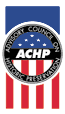 ADVISORY COUNCIL ON
ACHP
HISTORIC PRESERVATION